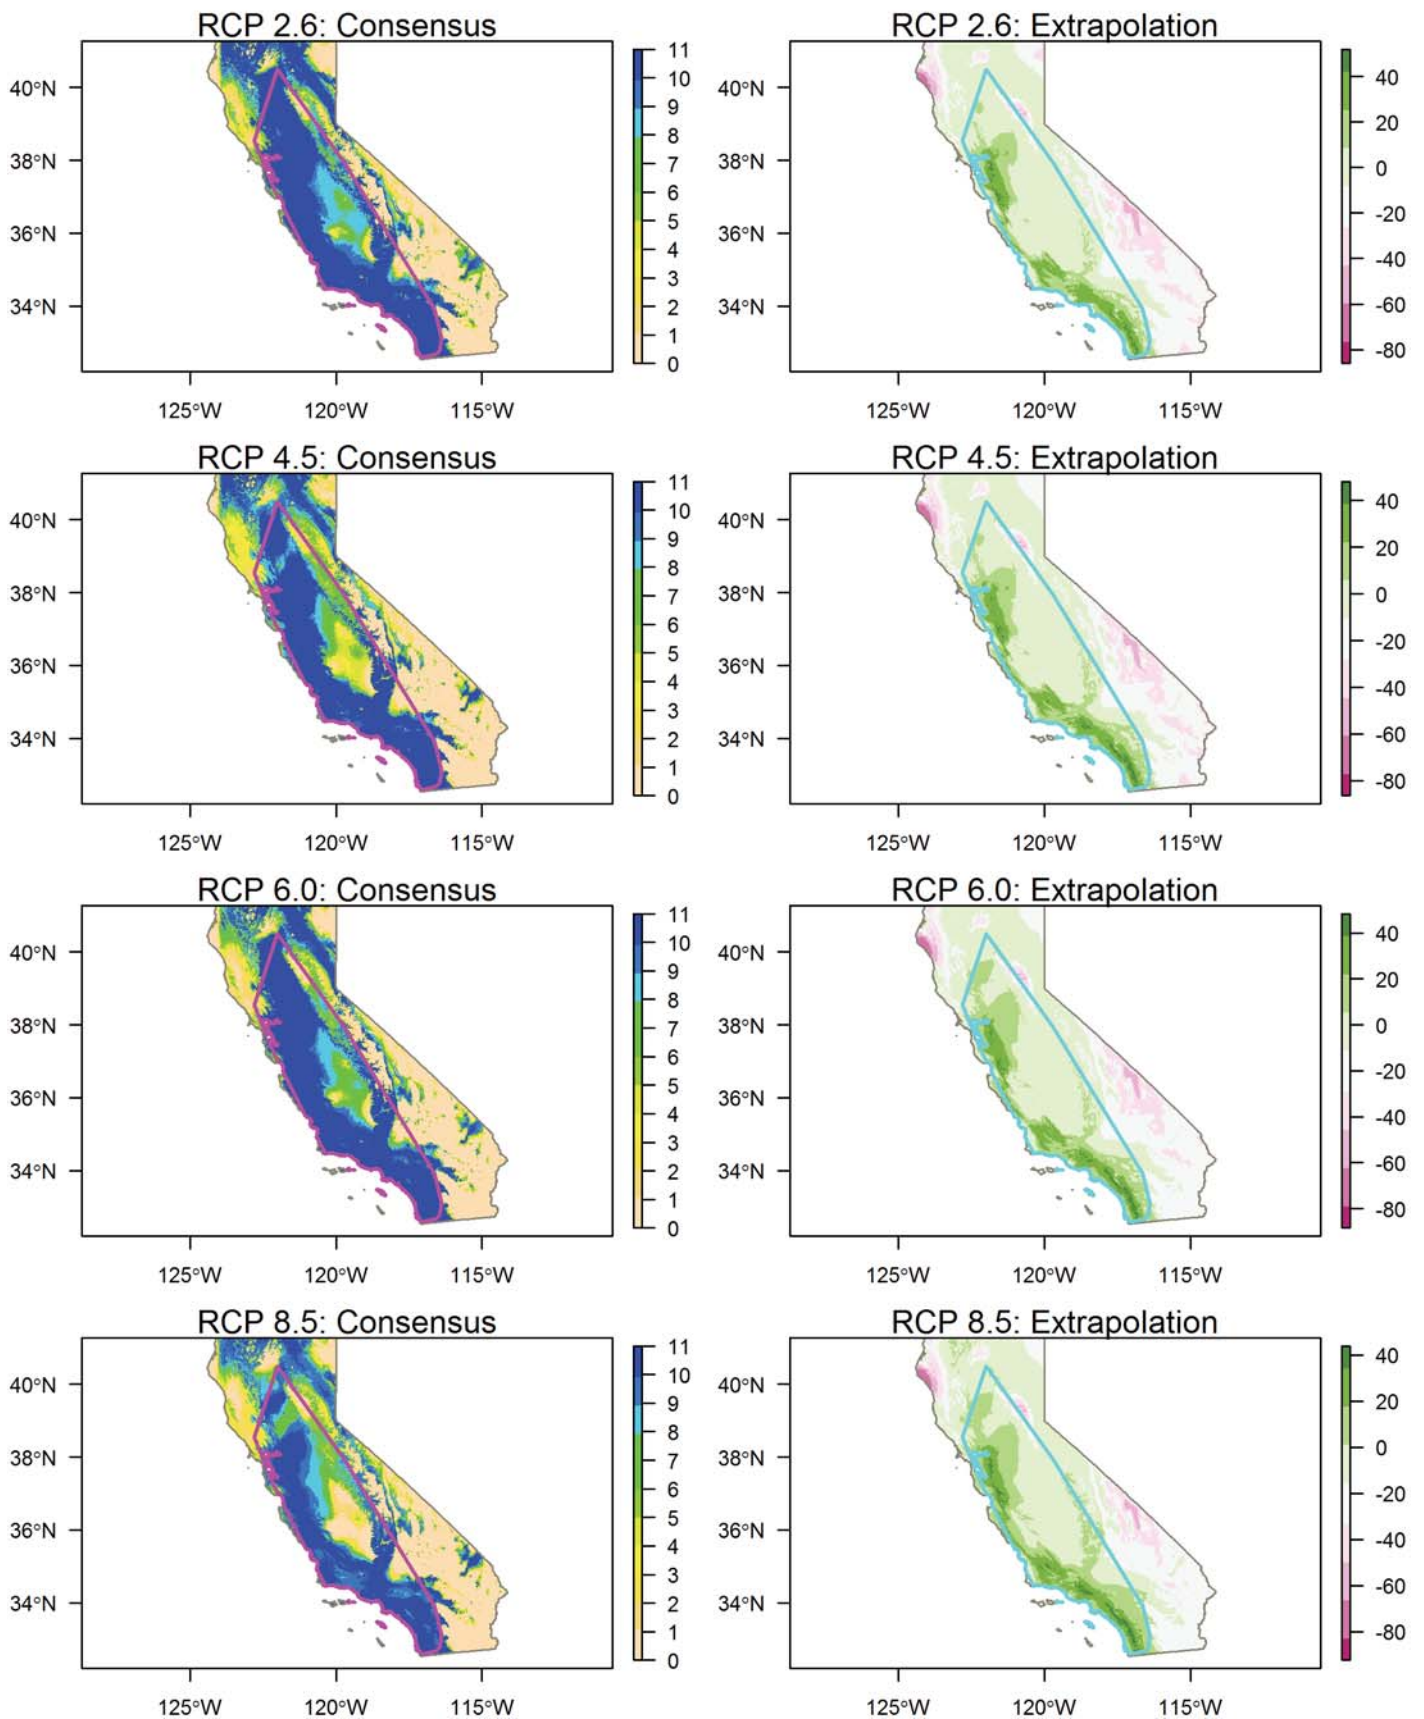 RCP 2.6: Consensus
40°N
38°N
36°N
34°N
125°W 120°W 115°W
11
10
9
8
7
6
5
4
3
2
1
0
RCP 2.6: Extrapolation
40°N
38°N
36°N
34°N
125°W 120°W 115°W
40
20
0
-20
-40
-60
-80
RCP 4.5: Consensus
40°N
38°N
36°N
34°N
125°W 120°W 115°W
11
10
9
8
7
6
5
4
3
2
1
0
RCP 4.5: Extrapolation
40°N
38°N
36°N
34°N
125°W 120°W 115°W
40
20
0
-20
-40
-60
-80
RCP 6.0: Consensus
40°N
38°N
36°N
34°N
125°W 120°W 115°W
11
10
9
8
7
6
5
4
3
2
1
0
RCP 6.0: Extrapolation
40°N
38°N
36°N
34°N
125°W 120°W 115°W
40
20
0
-20
-40
-60
-80
RCP 8.5: Consensus
40°N
38°N
36°N
34°N
125°W 120°W 115°W
11
10
9
8
7
6
5
4
3
2
1
0
RCP 8.5: Extrapolation
40°N
38°N
36°N
34°N
125°W 120°W 115°W
40
20
0
-20
-40
-60
-80